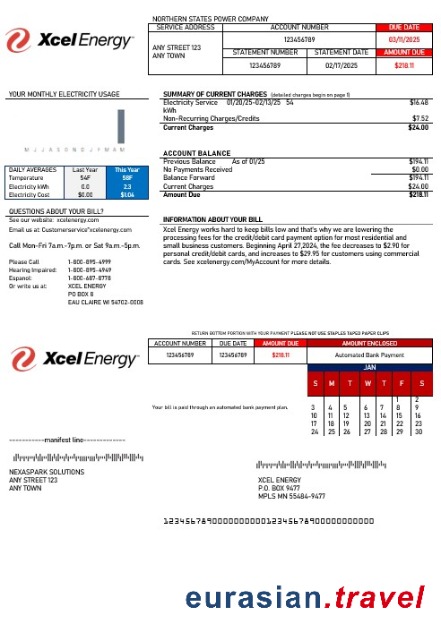 NORTHERN STATES POWER COMPANY
XcelEnergy
SERVICE ADDRESS
ACCOUNT NUMBER
DUE DATE
ANY STREET 123
ANY TOWN
123456789
03/11/2025
STATEMENT NUMBER
STATEMENT DATE
AMOUNT DUE
123456789
02/17/2025
$218.11
YOUR MONTHLY ELECTRICITY USAGE
M J J A S O N D J F M A M
DAILY AVERAGES Last Year This Year
Temperature 54F 58F
Electricity kWh 0.0 2.3
Electricity Cost $0.00 $1.04
QUESTIONS ABOUT YOUR BILL?
See our website: xcelenergy.com
Email us at: Customerservice*xcelenergy.com
Call Mon-Fri 7a.m.-7p.m. or Sat 9a.m.-5p.m.
Please Call 1-800-895-4999
Hearing Impaired: 1-800-895-4949
Espanol: 1-800-687-8778
Or write us at: XCEL ENERGY
PO BOX 8
EAU CLAIRE WI 54702-0008
SUMMARY OF CURRENT CHARGES (detailed charges begin on page 1)
Electricity Service 01/20/25-02/13/25 54 $16.48
kWh
Non-Recurring Charges/Credits $7.52
Current Charges $24.00
ACCOUNT BALANCE
Previous Balance As of 01/25 $194.11
No Payments Received $0.00
Balance Forward $194.11
Current Charges $24.00
Amount Due $218.11
INFORMATION ABOUT YOUR BILL
Xcel Energy works hard to keep bills low and that's why we are lowering the
processing fees for the credit/debit card payment option for most residential and
small business customers. Beginning April 27,2024, the fee decreases to $2.90 for
personal credit/debit cards, and increases to $29.95 for customers using commercial
cards. See xcelenergy.com/MyAccount for more details.
RETURN BOTTOM PORTION WITH YOUR PAYMENT PLEASE NOT USE STAPLES TAPED PAPER CLIPS
XcelEnergy
ACCOUNT NUMBER DUE DATE AMOUNT DUE AMOUNT ENCLOSED
123456789 123456789 $218.11 Automated Bank Payment
JAN
S M T W T F S
1 2
3 4 5 6 7 8 9
10 11 12 13 14 15 16
17 18 19 20 21 22 23
24 25 26 27 28 29 30
Your bill is paid through an automated bank payment plan.
-----------manifest line-------------
NEXASPARK SOLUTIONS
ANY STREET 123
ANY TOWN
XCEL ENERGY
P.O. BOX 9477
MPLS MN 55484-9477
eurasian.travel